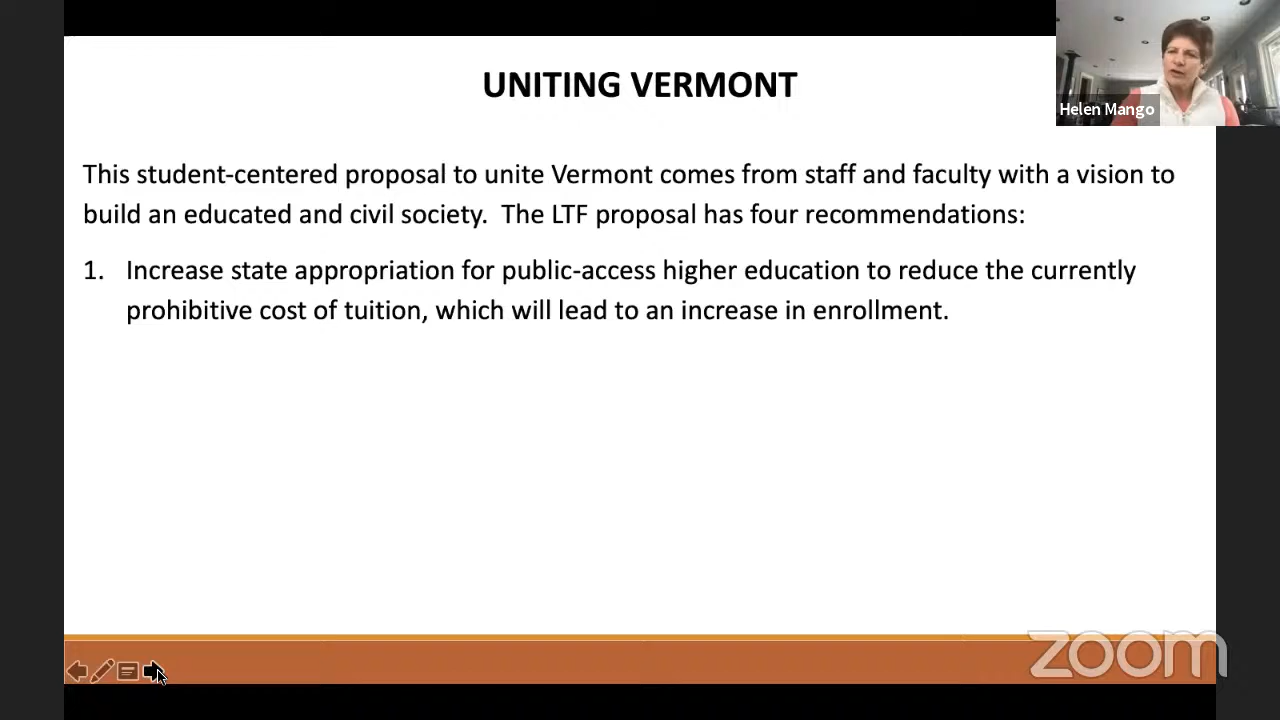 UNITING VERMONT
Helen Mango
This student-centered proposal to unite Vermont comes from staff and faculty with a vision to
build an educated and civil society. The LTF proposal has four recommendations:
1. Increase state appropriation for public-access higher education to reduce the currently
prohibitive cost of tuition, which will lead to an increase in enrollment.
zoom